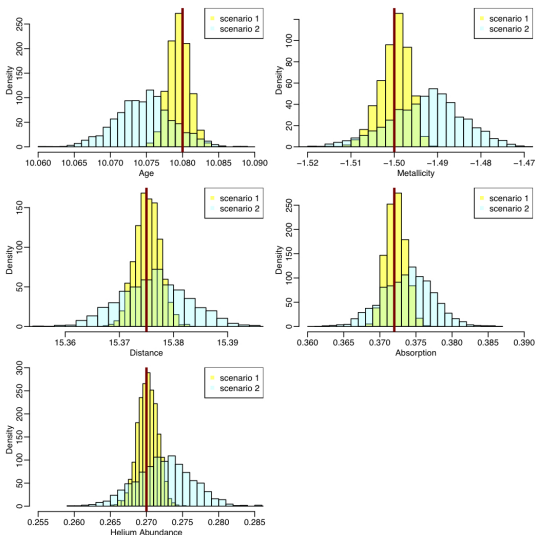 scenario 1
scenario 2
Density
0 50 100 150 200 250
10.060 10.065 10.070 10.075 10.080 10.085 10.090
Age
scenario 1
scenario 2
Density
0 20 40 60 80 100
−1.52 −1.51 −1.50 −1.49 −1.48 −1.47
Metallicity
scenario 1
scenario 2
Density
0 50 100 150
15.36 15.37 15.38 15.39
Distance
scenario 1
scenario 2
Density
0 50 100 150 200 250
0.360 0.365 0.370 0.375 0.380 0.385 0.390
Absorption
scenario 1
scenario 2
Density
0 50 100 150 200 250 300
0.255 0.260 0.265 0.270 0.275 0.280 0.285
Helium Abundance